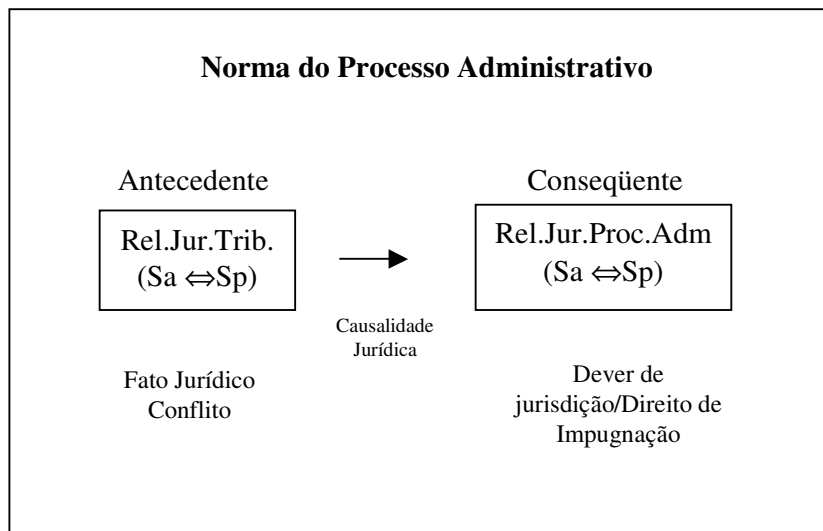 Norma do Processo Administrativo
Antecedente
Conseqüente
Rel.Jur.Trib.
(Sa ⇔Sp)
Rel.Jur.Proc.Adm
(Sa ⇔Sp)
Causalidade
Jurídica
Fato Jurídico
Conflito
Dever de
jurisdição/Direito de
Impugnação